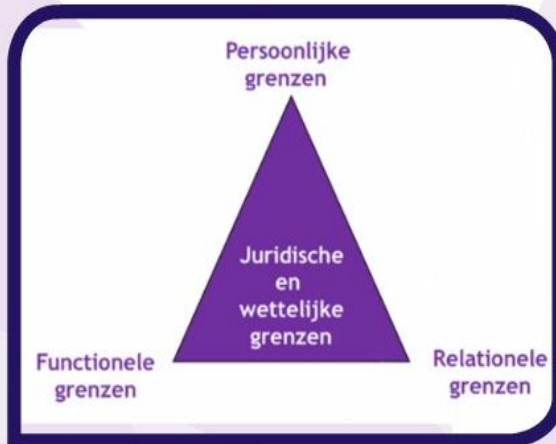 Persoonlijke
grenzen
Juridische
en
wettelijke
grenzen
Functionele
grenzen
Relationele
grenzen